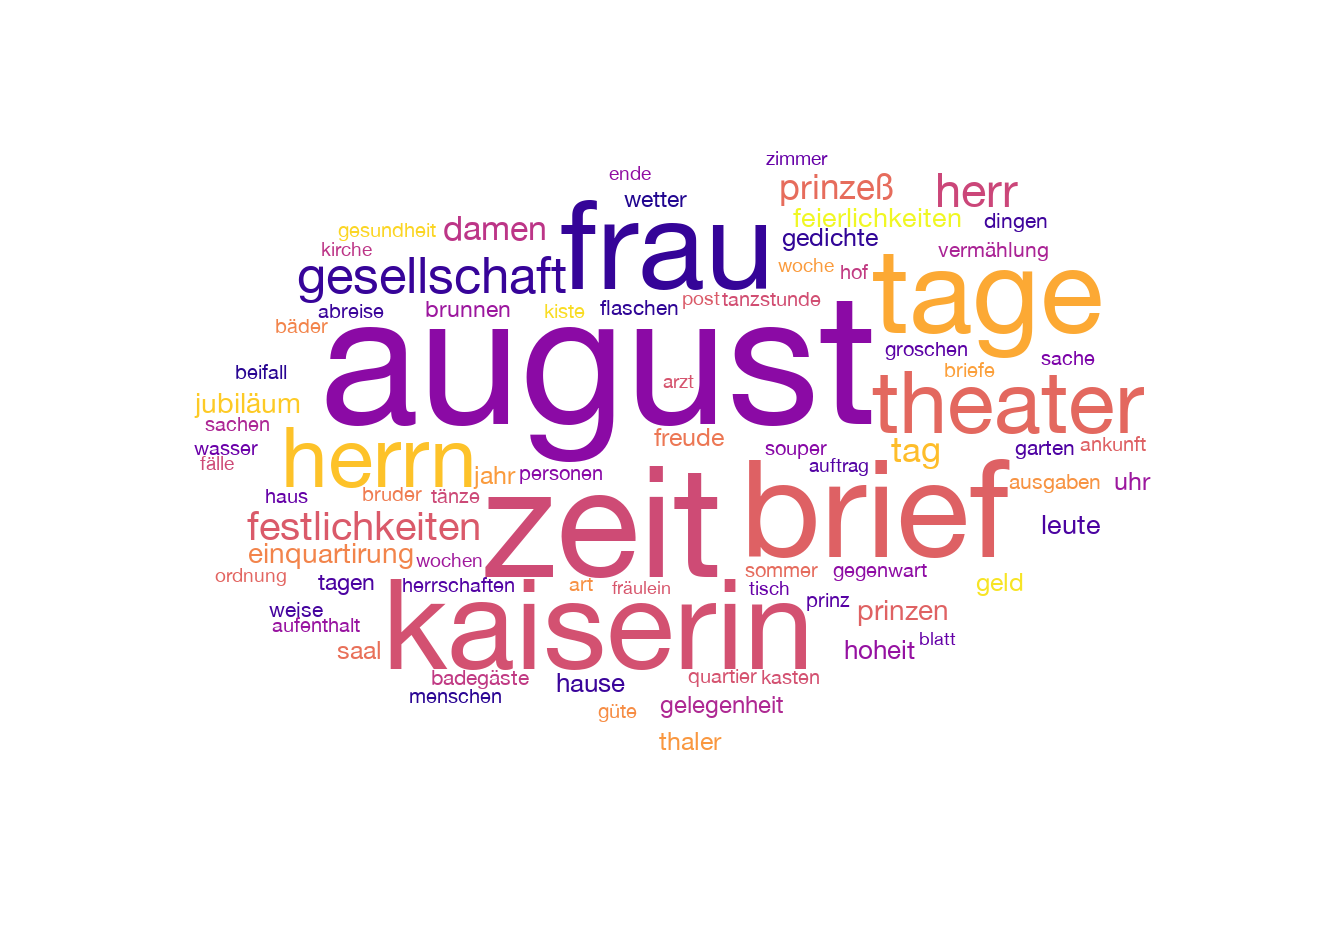 zimmer
ende
prinzeß
herr
wetter
frau
feierlichkeiten
dingen
gesundheit
damen
gedichte
kirche
vermählung
gesellschaft
woche
hof
tage
abreise
brunnen
kiste
flaschen
post
tanzstunde
bäder
august
groschen
sache
beifall
arzt
briefe
theater
jubiläum
sachen
wasser
herrn
freude
souper
tag
garten
ankunft
fälle
jahr
personen
auftrag
haus
bruder
tänze
zeit
brief
ausgaben
uhr
festlichkeiten
leute
einquartirung
wochen
ordnung
tagen
herrschaften
art
fräulein
sommer
gegenwart
tisch
geld
weise
kaiserin
prinz
prinzen
aufenthalt
saal
hoheit
blatt
badegäste
hause
quartier
kasten
menschen
güte
gelegenheit
thaler